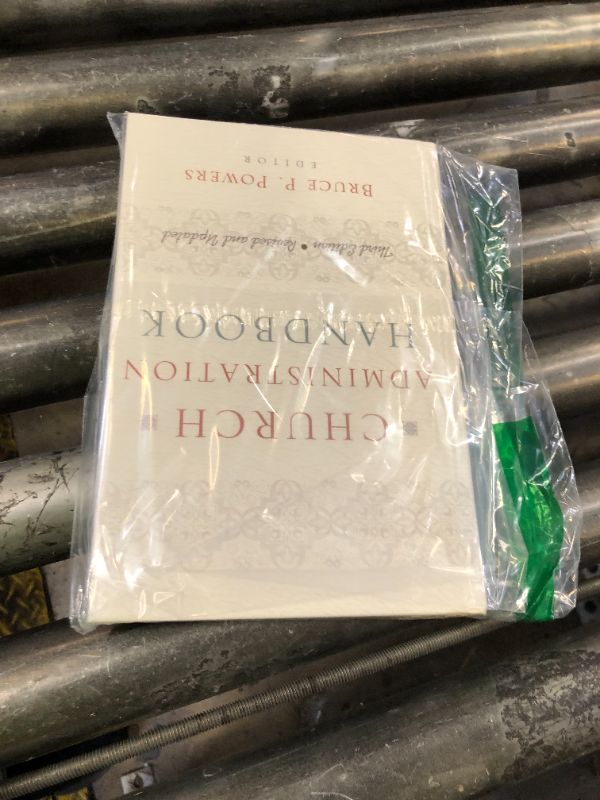 CHURCH
ADMINISTRATION
HANDBOOK
Third Edition • Revised and Updated
BRUCE P. POWERS
EDITOR